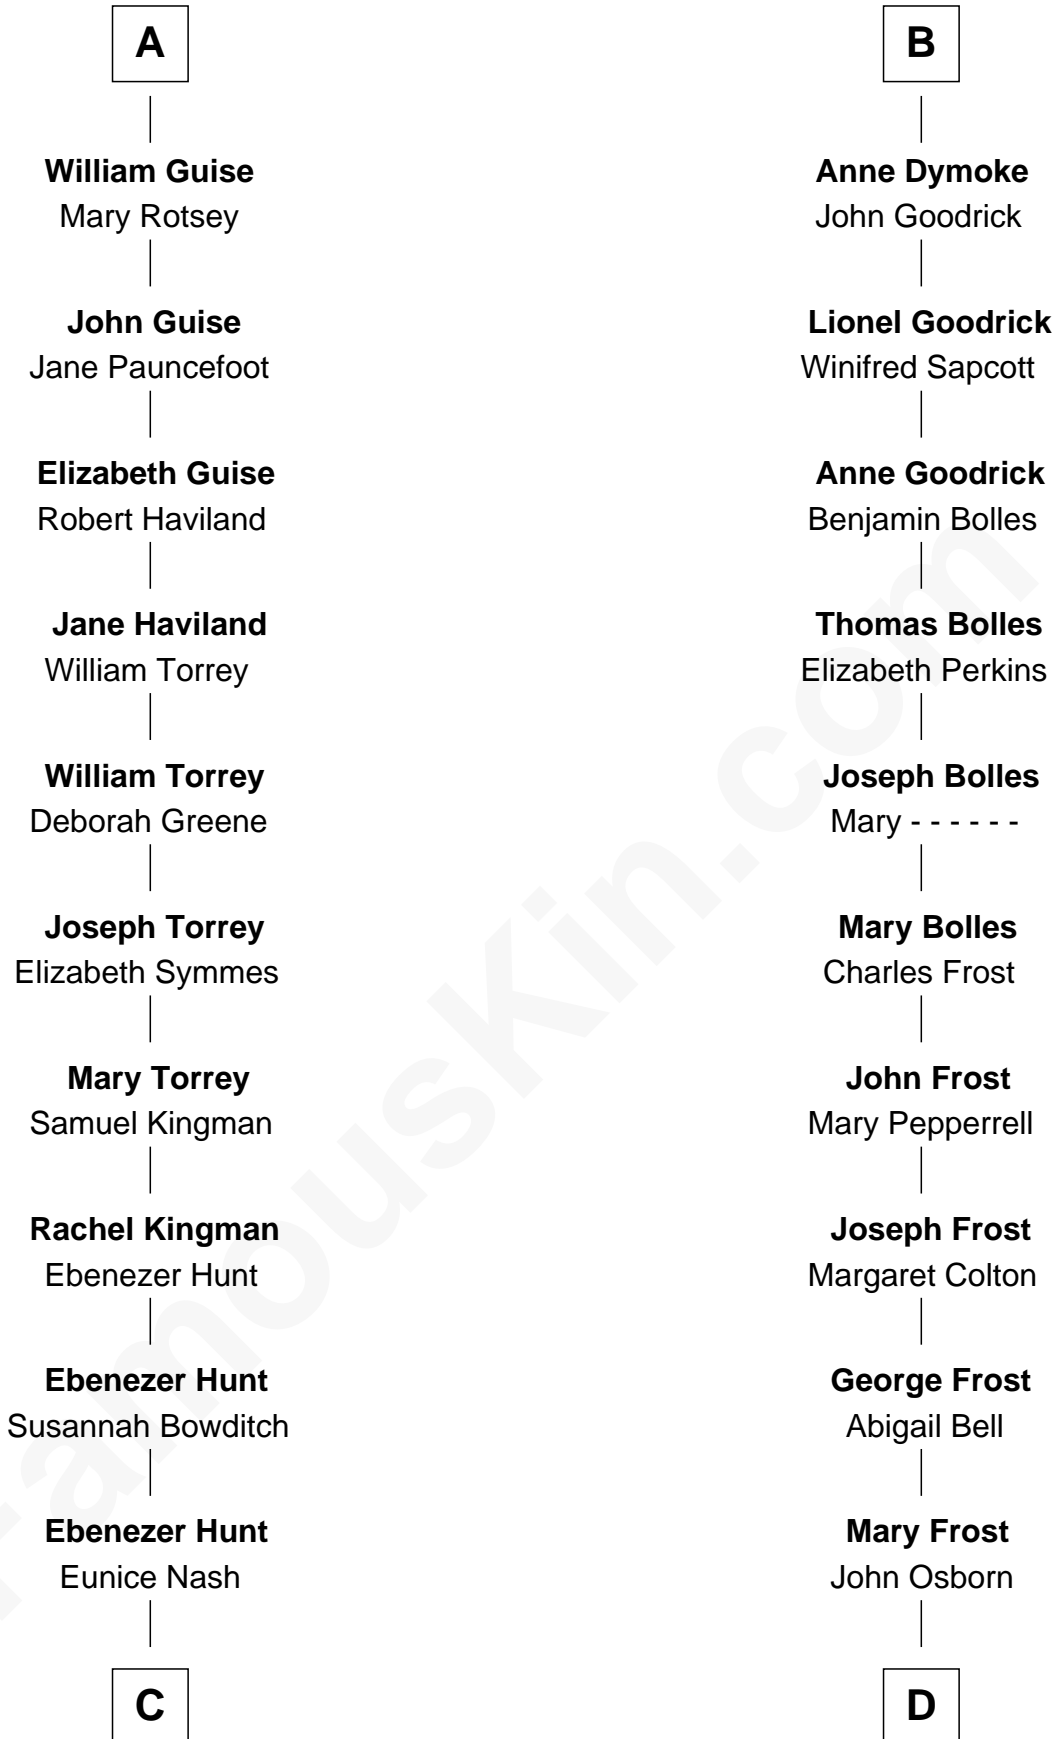 A
William Guise
Mary Rotsey
John Guise
Jane Pauncefoot
Elizabeth Guise
Robert Haviland
Jane Haviland
William Torrey
William Torrey
Deborah Greene
Joseph Torrey
Elizabeth Symmes
Mary Torrey
Samuel Kingman
Rachel Kingman
Ebenezer Hunt
Ebenezer Hunt
Susannah Bowditch
Ebenezer Hunt
Eunice Nash
C
B
Anne Dymoke
John Goodrick
Lionel Goodrick
Winifred Sapcott
Anne Goodrick
Benjamin Bolles
Thomas Bolles
Elizabeth Perkins
Joseph Bolles
Mary - - - - - -
Mary Bolles
Charles Frost
John Frost
Mary Pepperrell
Joseph Frost
Margaret Colton
George Frost
Abigail Bell
Mary Frost
John Osborn
D
FamousKin.com